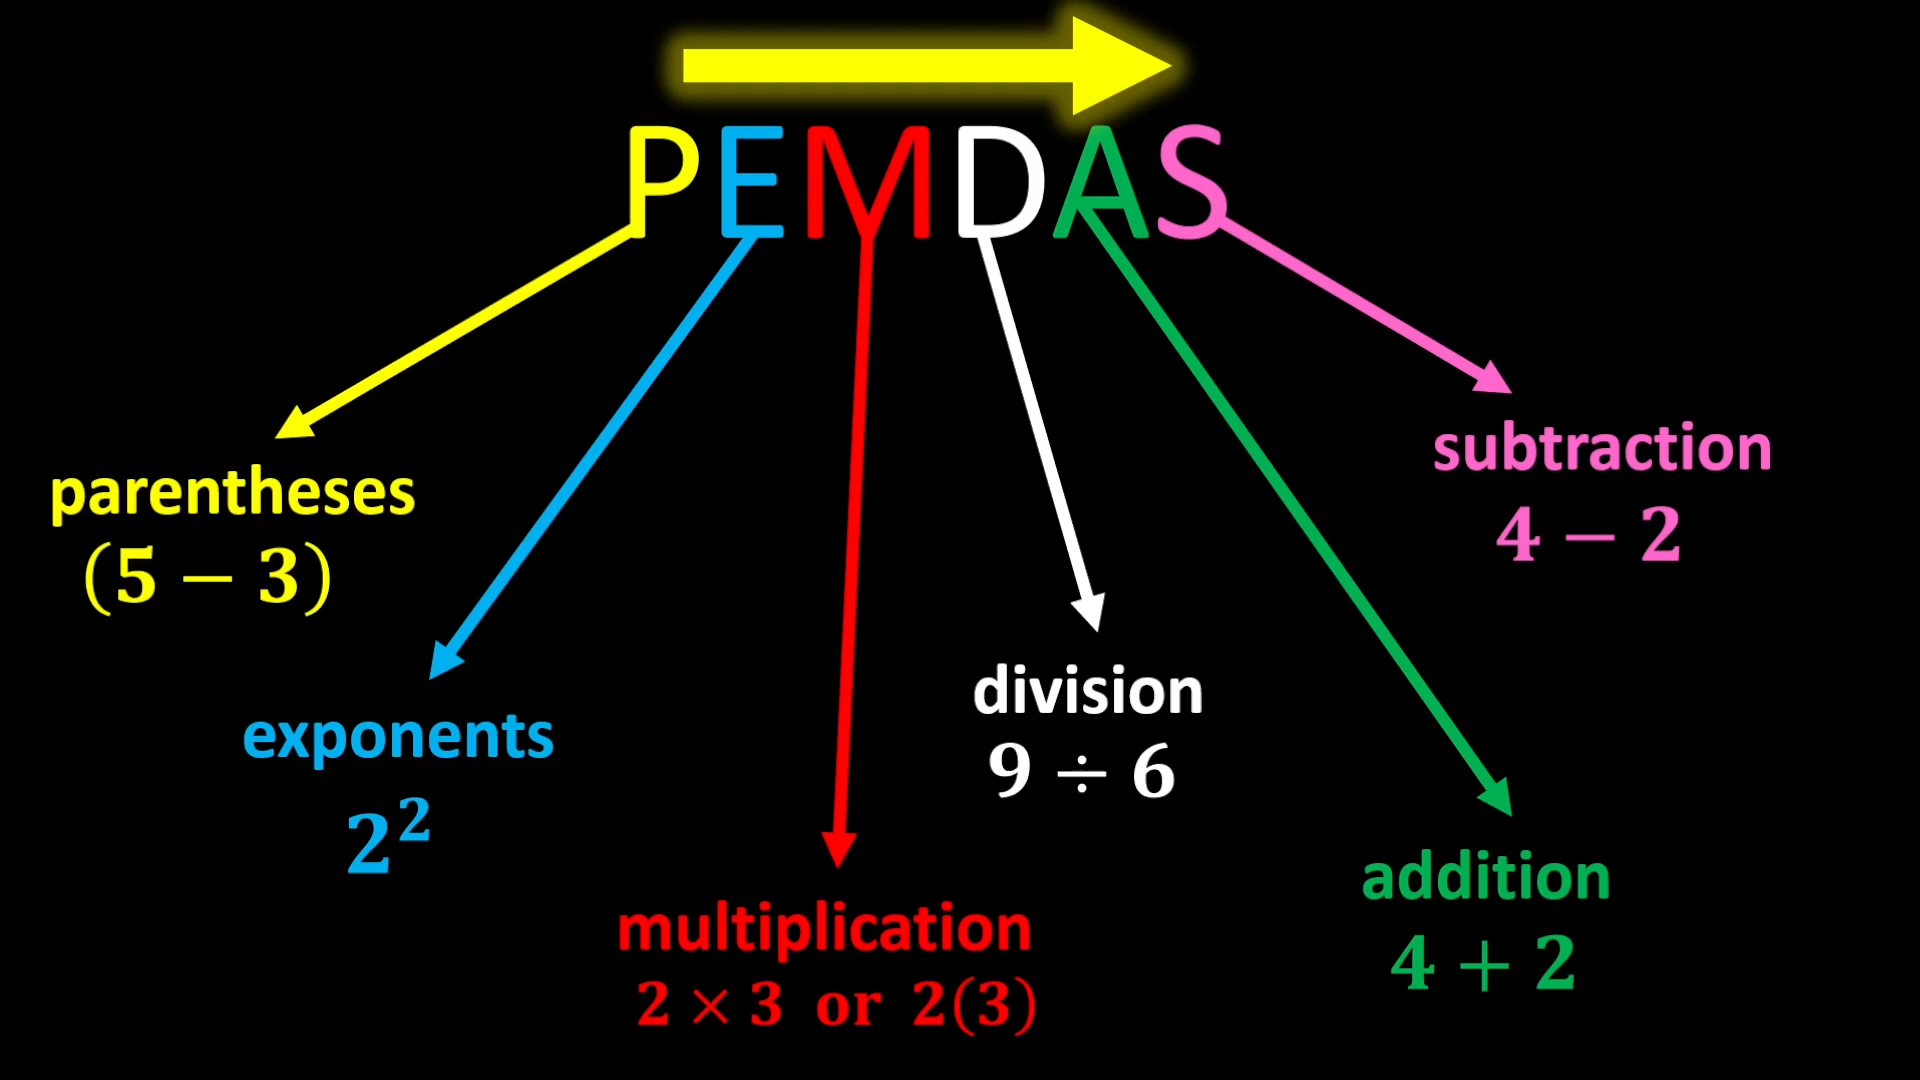 PEMDAS
parentheses
(5 − 3)
exponents
2²
multiplication
2 × 3 or 2(3)
division
9 ÷ 6
addition
4 + 2
subtraction
4 − 2